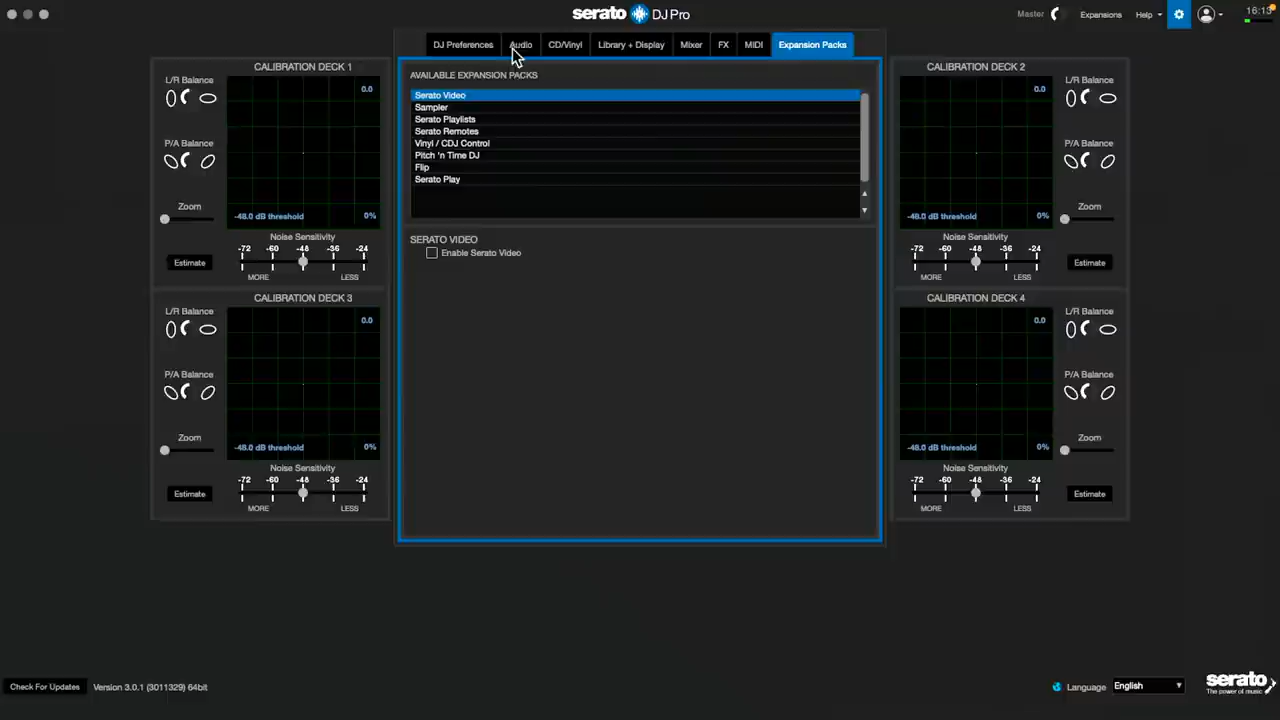 serato DJ Pro
Master Expansions Help 16:13
DJ Preferences Audio CD/Vinyl Library + Display Mixer FX MIDI Expansion Packs
CALIBRATION DECK 1
L/R Balance
0.0
P/A Balance
Zoom
-48.0 dB threshold 0%
Noise Sensitivity
-72 -60 -48 -36 -24
Estimate
MORE LESS
CALIBRATION DECK 3
L/R Balance
0.0
P/A Balance
Zoom
-48.0 dB threshold 0%
Noise Sensitivity
-72 -60 -48 -36 -24
Estimate
MORE LESS
AVAILABLE EXPANSION PACKS
Serato Video
Sampler
Serato Playlists
Serato Remotes
Vinyl / CDJ Control
Pitch 'n Time DJ
Flip
Serato Play
SERATO VIDEO
Enable Serato Video
CALIBRATION DECK 2
L/R Balance
0.0
P/A Balance
Zoom
-48.0 dB threshold 0%
Noise Sensitivity
-72 -60 -48 -36 -24
Estimate
MORE LESS
CALIBRATION DECK 4
L/R Balance
0.0
P/A Balance
Zoom
-48.0 dB threshold 0%
Noise Sensitivity
-72 -60 -48 -36 -24
Estimate
MORE LESS
Check For Updates Version 3.0.1 (3011329) 64bit
Language English
serato
The power of music